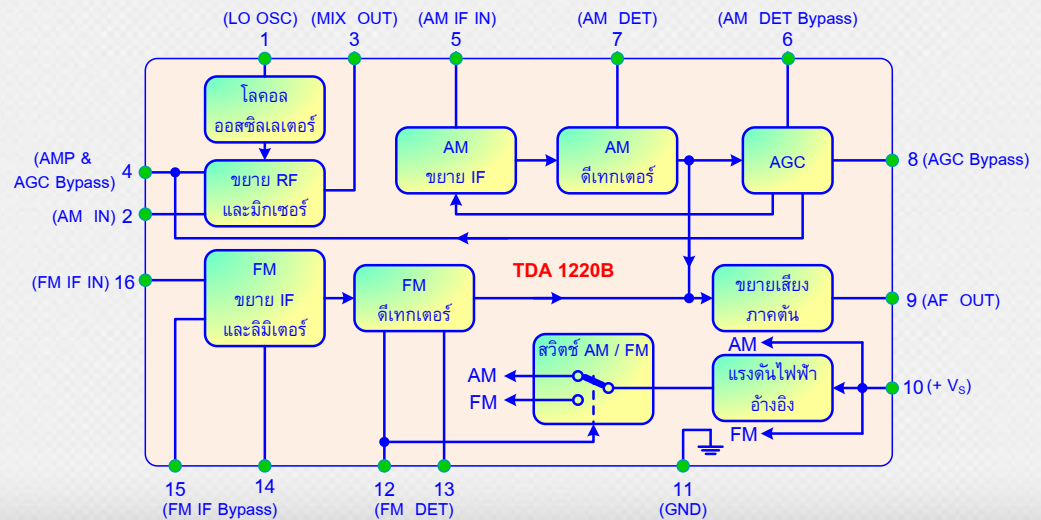 (LO OSC) (MIX OUT) (AM IF IN) (AM DET) (AM DET Bypass)
1 3 5 7 6
โลคอล
ออสซิลเลเตอร์
(AMP &
AGC Bypass) 4
(AM IN) 2
ขยาย RF
และมิกเซอร์
AM
ขยาย IF
AM
ดีเทกเตอร์
AGC
8 (AGC Bypass)
(FM IF IN) 16
FM
ขยาย IF
และลิมิเตอร์
FM
ดีเทกเตอร์
TDA 1220B
ขยายเสียง
ภาคต้น
9 (AF OUT)
สวิตซ์ AM / FM
AM
FM
AM
แรงดันไฟฟ้า
อ้างอิง
FM
10 (+ VS)
15 14 12 13 11
(FM IF Bypass) (FM DET) (GND)